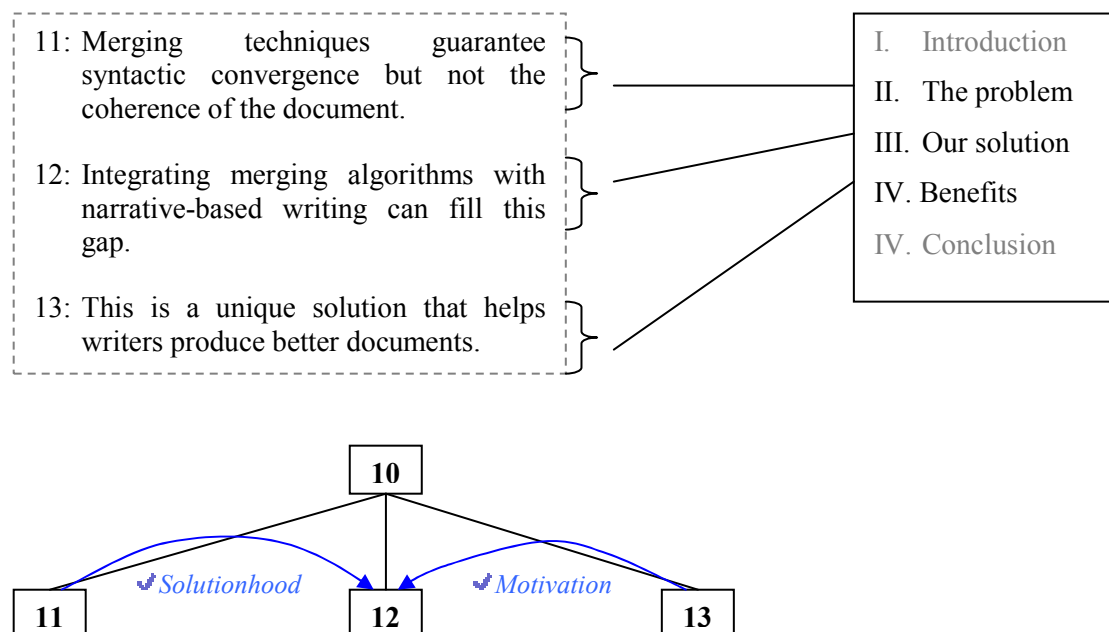 11: Merging techniques guarantee
syntactic convergence but not the
coherence of the document.
12: Integrating merging algorithms with
narrative-based writing can fill this
gap.
13: This is a unique solution that helps
writers produce better documents.
I. Introduction
II. The problem
III. Our solution
IV. Benefits
IV. Conclusion
10
Solutionhood
Motivation
11
12
13